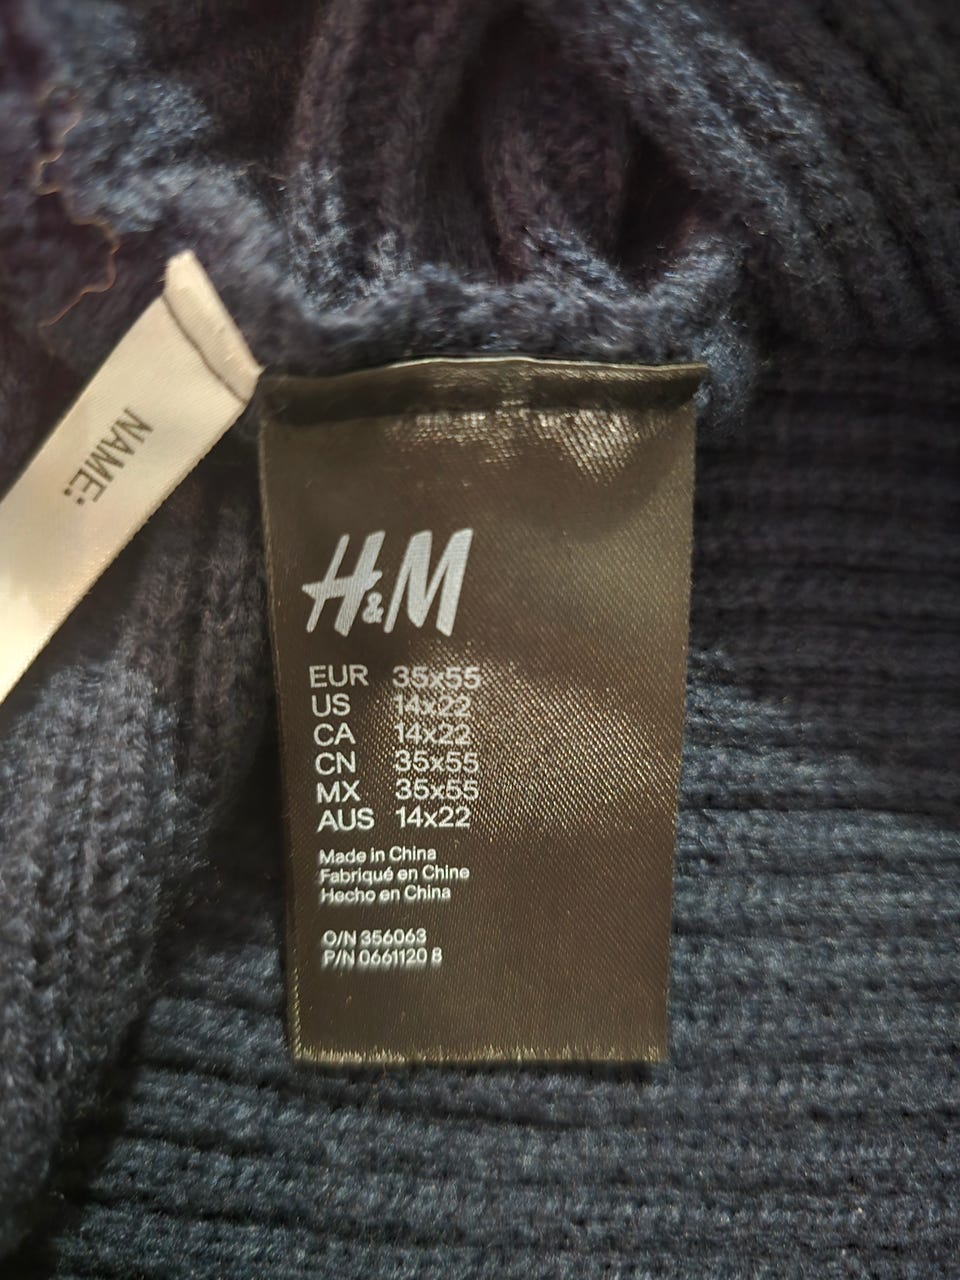 NAME:
H&M
EUR 35x55
US 14x22
CA 14x22
CN 35x55
MX 35x55
AUS 14x22
Made in China
Fabriqué en Chine
Hecho en China
O/N 356063
P/N 0661120 8